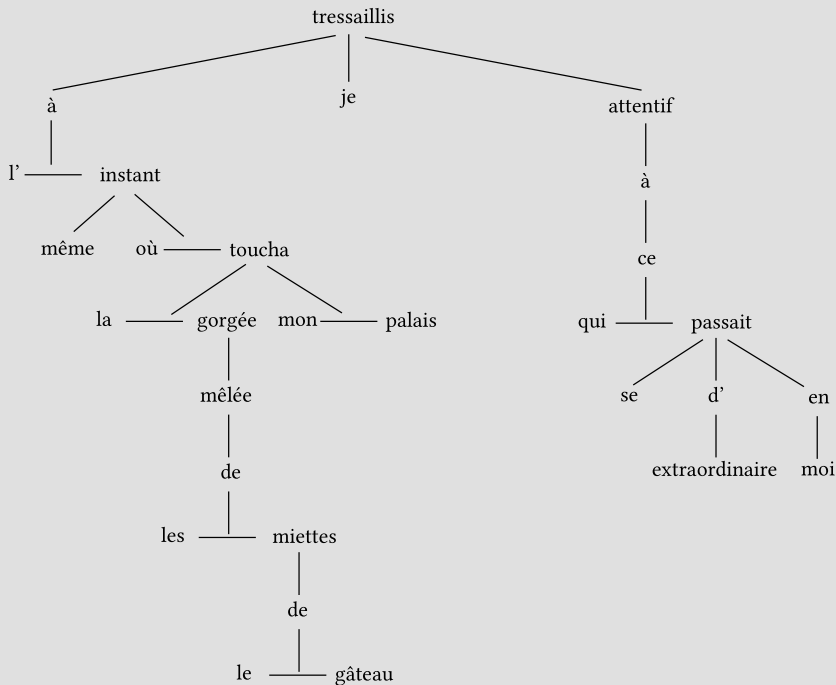 tressaillis
à je attentif
l' instant à
même où toucha ce
la gorgée mon palais qui passait
mêlée se d' en
de extraordinaire moi
les miettes
de
le gâteau